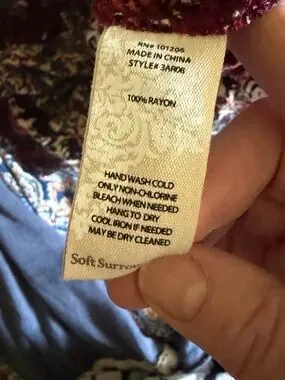 RN# 101206
MADE IN CHINA
STYLE# 3AR08
100% RAYON
HAND WASH COLD
ONLY NON-CHLORINE
BLEACH WHEN NEEDED
HANG TO DRY
COOL IRON IF NEEDED
MAY BE DRY CLEANED
Soft